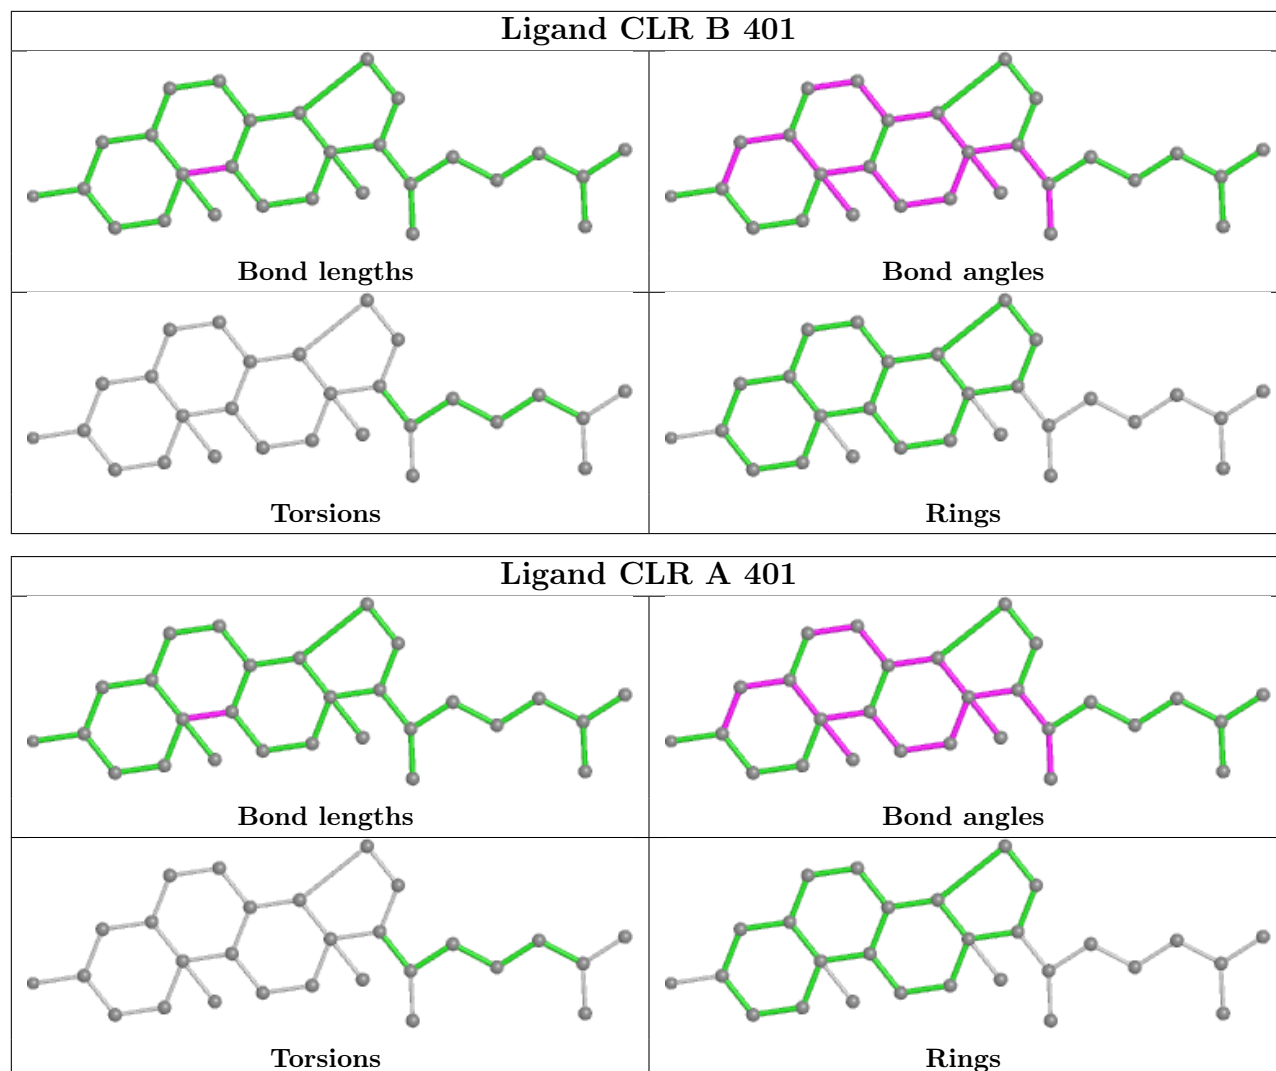 Ligand CLR B 401
Bond lengths
Bond angles
Torsions
Rings
Ligand CLR A 401
Bond lengths
Bond angles
Torsions
Rings